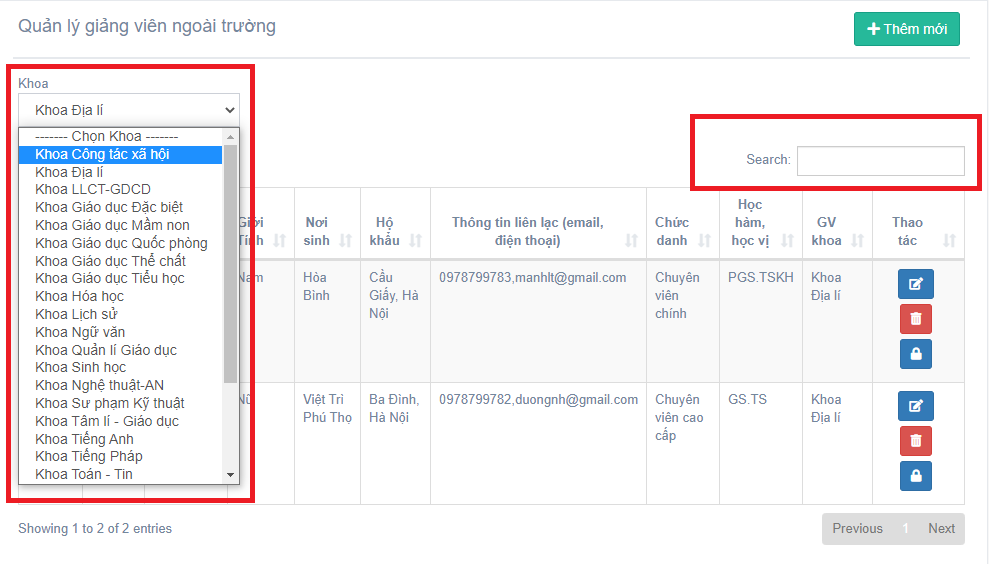 Quản lý giảng viên ngoài trường
Thêm mới
Khoa
Khoa Địa lí
------- Chọn Khoa -------
Khoa Công tác xã hội
Khoa Địa lí
Khoa LLCT-GDCD
Khoa Giáo dục Đặc biệt
Khoa Giáo dục Mầm non
Khoa Giáo dục Quốc phòng
Khoa Giáo dục Thể chất
Khoa Giáo dục Tiểu học
Khoa Hóa học
Khoa Lịch sử
Khoa Ngữ văn
Khoa Quản lí Giáo dục
Khoa Sinh học
Khoa Nghệ thuật-AN
Khoa Sư phạm Kỹ thuật
Khoa Tâm lí - Giáo dục
Khoa Tiếng Anh
Khoa Tiếng Pháp
Khoa Toán - Tin
Search:
Giới
Tính
Nơi
sinh
Hộ
khẩu
Thông tin liên lạc (email,
điện thoại)
Chức
danh
Học
hàm,
học vị
GV
khoa
Thao
tác
Nam
Hòa
Bình
Cầu
Giấy, Hà
Nội
0978799783,manhlt@gmail.com
Chuyên
viên
chính
PGS.TSKH
Khoa
Địa lí
Nữ
Việt Trì
Phú Thọ
Ba Đình,
Hà Nội
0978799782,duongnh@gmail.com
Chuyên
viên cao
cấp
GS.TS
Khoa
Địa lí
Showing 1 to 2 of 2 entries
Previous
1
Next